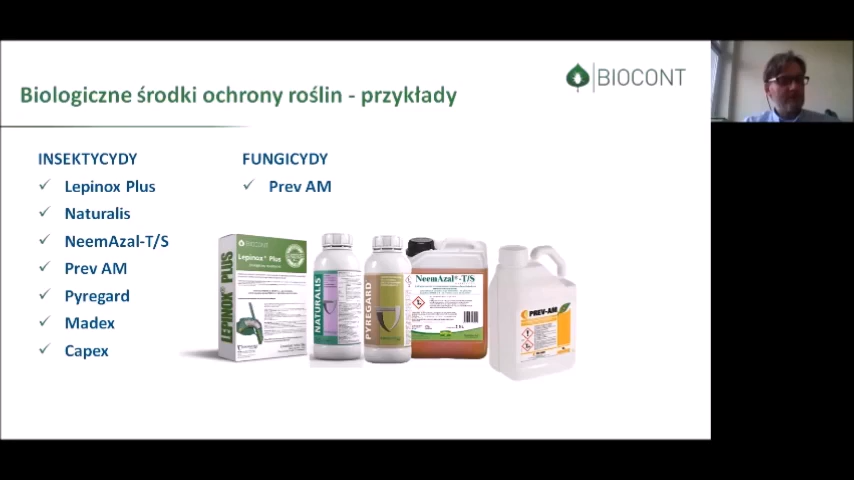 BIOCONT
Biologiczne środki ochrony roślin - przykłady
INSEKTYCYDY
Lepinox Plus
Naturalis
NeemAzal-T/S
Prev AM
Pyregard
Madex
Capex
FUNGICYDY
Prev AM
BIOCONT
Lepinox® Plus
LEPINOX® PLUS
NATURALIS
PYREGARD
NeemAzal®-T/S
PREV-AM